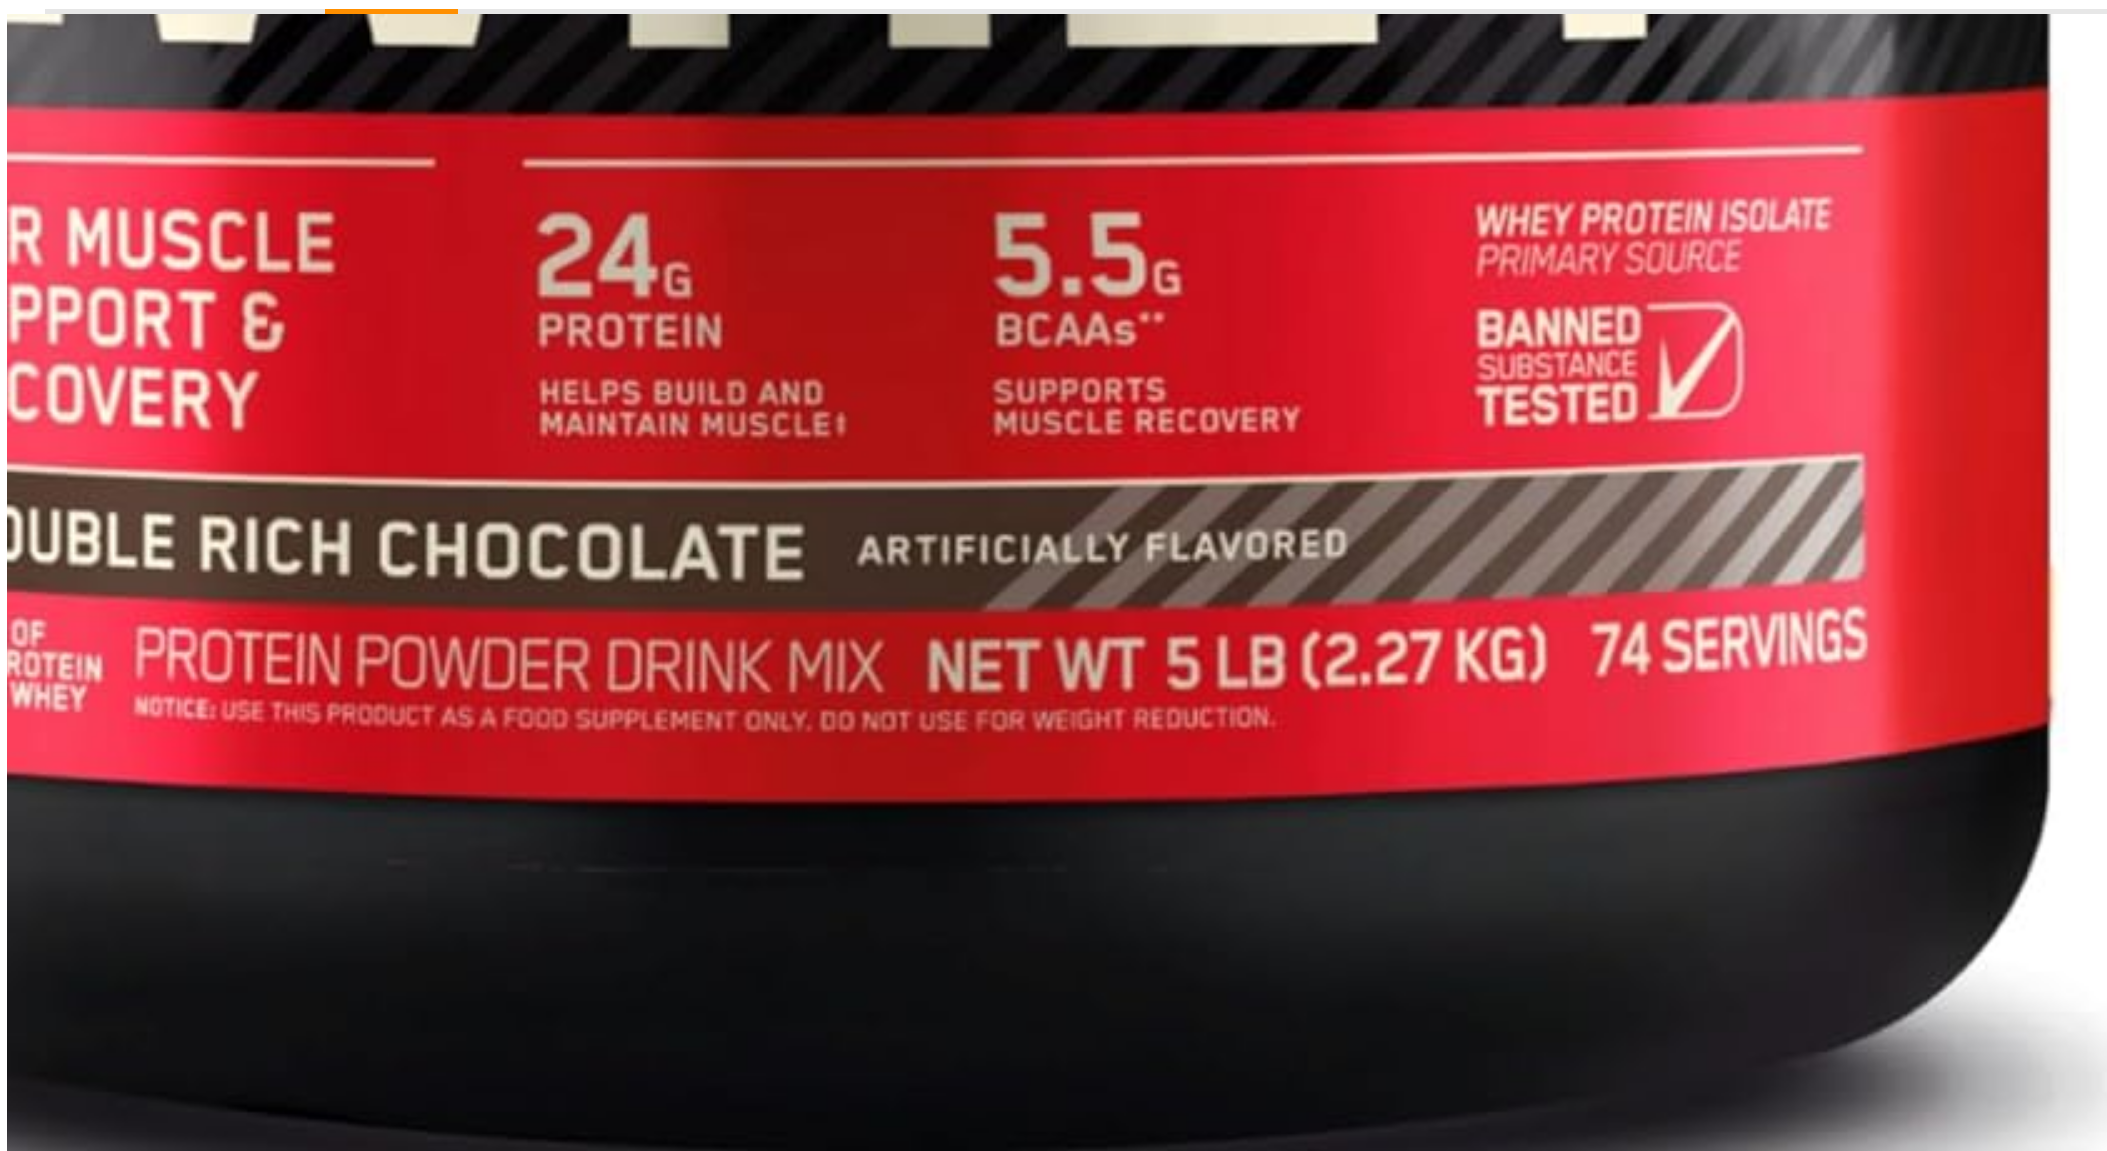 R MUSCLE
PPORT &
COVERY
24G
PROTEIN
HELPS BUILD AND
MAINTAIN MUSCLE‡
5.5G
BCAAs**
SUPPORTS
MUSCLE RECOVERY
WHEY PROTEIN ISOLATE
PRIMARY SOURCE
BANNED
SUBSTANCE
TESTED
OUBLE RICH CHOCOLATE ARTIFICIALLY FLAVORED
OF
ROTEIN
WHEY
PROTEIN POWDER DRINK MIX NET WT 5 LB (2.27 KG) 74 SERVINGS
NOTICE: USE THIS PRODUCT AS A FOOD SUPPLEMENT ONLY. DO NOT USE FOR WEIGHT REDUCTION.